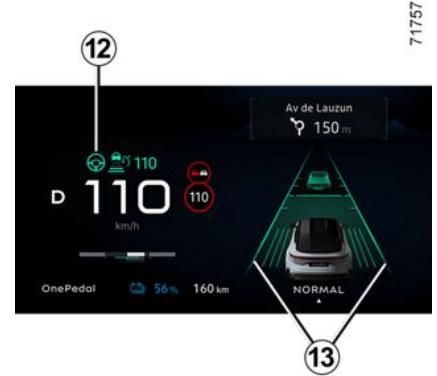 71757
12
Av de Lauzun
150 m
110
D 110 110
km/h
OnePedal 56% 160 km
NORMAL
13